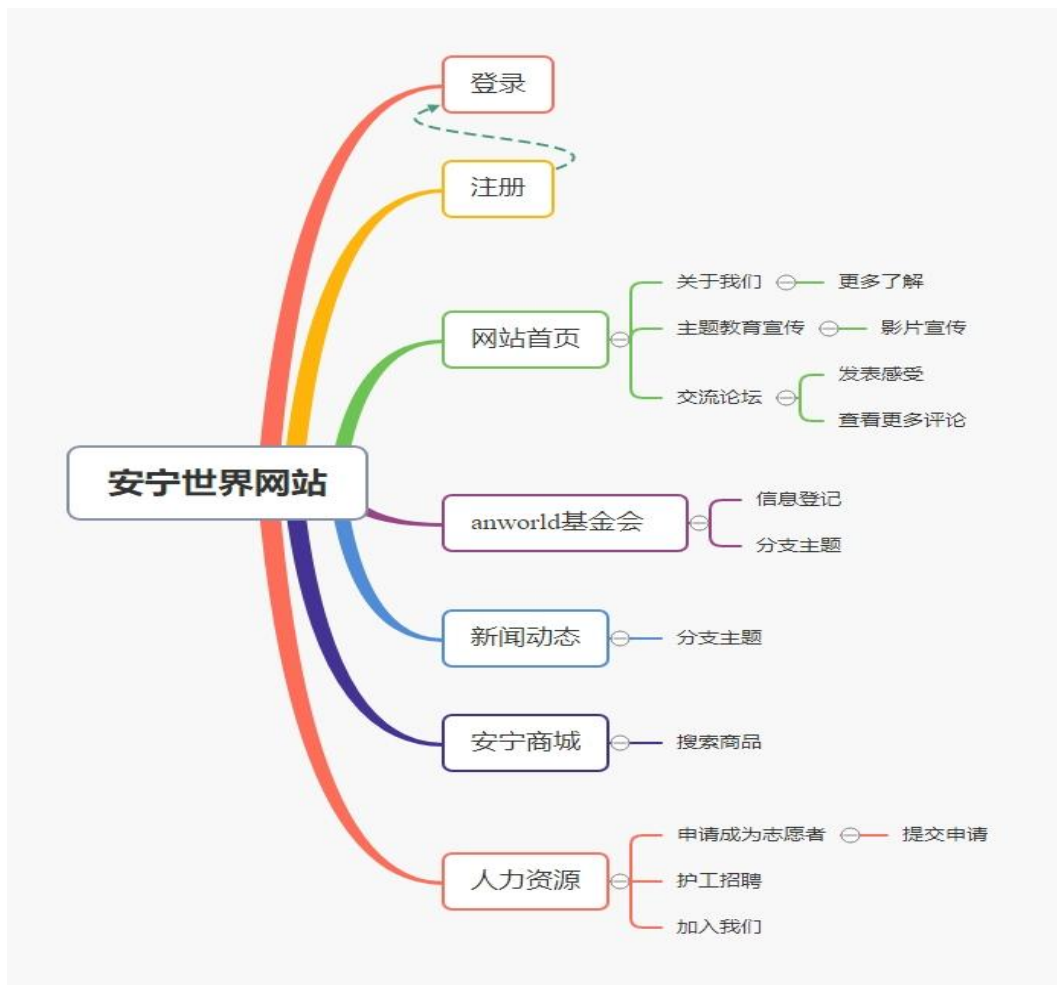 登录
注册
网站首页
关于我们
更多了解
主题教育宣传
影片宣传
交流论坛
发表感受
查看更多评论
安宁世界网站
anworld基金会
信息登记
分支主题
新闻动态
分支主题
安宁商城
搜索商品
人力资源
申请成为志愿者
提交申请
护工招聘
加入我们